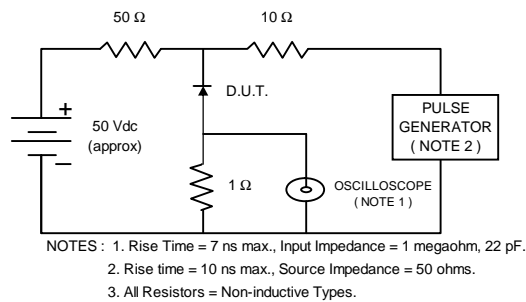 50 Ω 10 Ω
D.U.T.
+
50 Vdc
(approx)
−
PULSE
GENERATOR
( NOTE 2 )
1 Ω
OSCILLOSCOPE
( NOTE 1 )
NOTES : 1. Rise Time = 7 ns max., Input Impedance = 1 megaohm, 22 pF.
2. Rise time = 10 ns max., Source Impedance = 50 ohms.
3. All Resistors = Non-inductive Types.